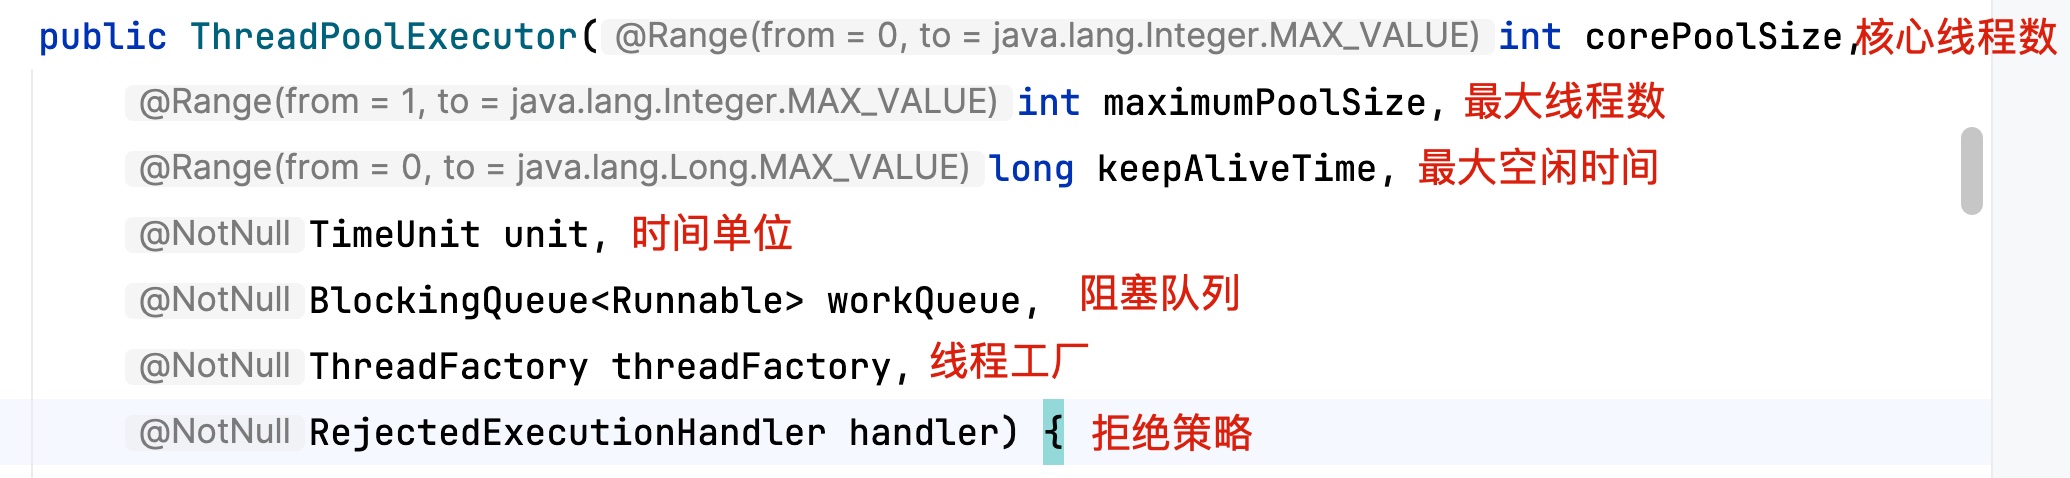 public ThreadPoolExecutor( @Range(from = 0, to = java.lang.Integer.MAX_VALUE) int corePoolSize, 核心线程数
@Range(from = 1, to = java.lang.Integer.MAX_VALUE) int maximumPoolSize, 最大线程数
@Range(from = 0, to = java.lang.Long.MAX_VALUE) long keepAliveTime, 最大空闲时间
@NotNull TimeUnit unit, 时间单位
@NotNull BlockingQueue<Runnable> workQueue, 阻塞队列
@NotNull ThreadFactory threadFactory, 线程工厂
@NotNull RejectedExecutionHandler handler) { 拒绝策略